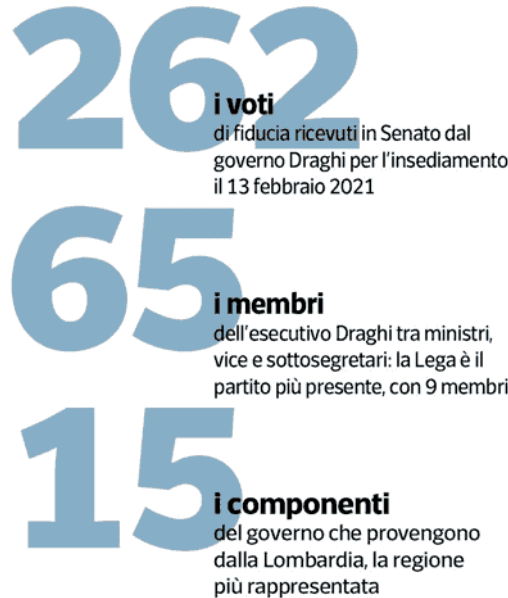 262
i voti
di fiducia ricevuti in Senato dal
governo Draghi per l'insediamento
il 13 febbraio 2021
65
i membri
dell'esecutivo Draghi tra ministri,
vice e sottosegretari: la Lega è il
partito più presente, con 9 membri
15
i componenti
del governo che provengono
dalla Lombardia, la regione
più rappresentata